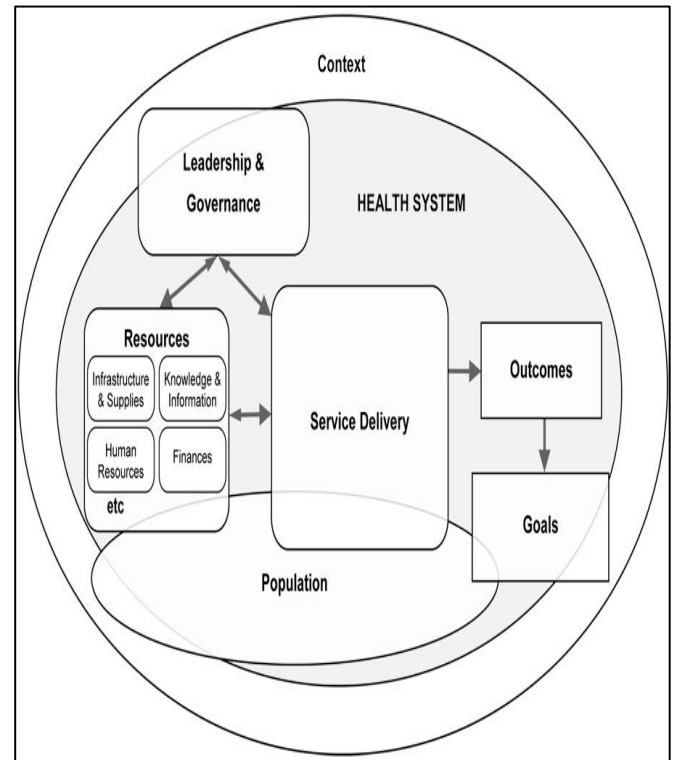 Context
Leadership &
Governance
HEALTH SYSTEM
Resources
Infrastructure
& Supplies
Knowledge &
Information
Human
Resources
Finances
etc
Service Delivery
Outcomes
Goals
Population